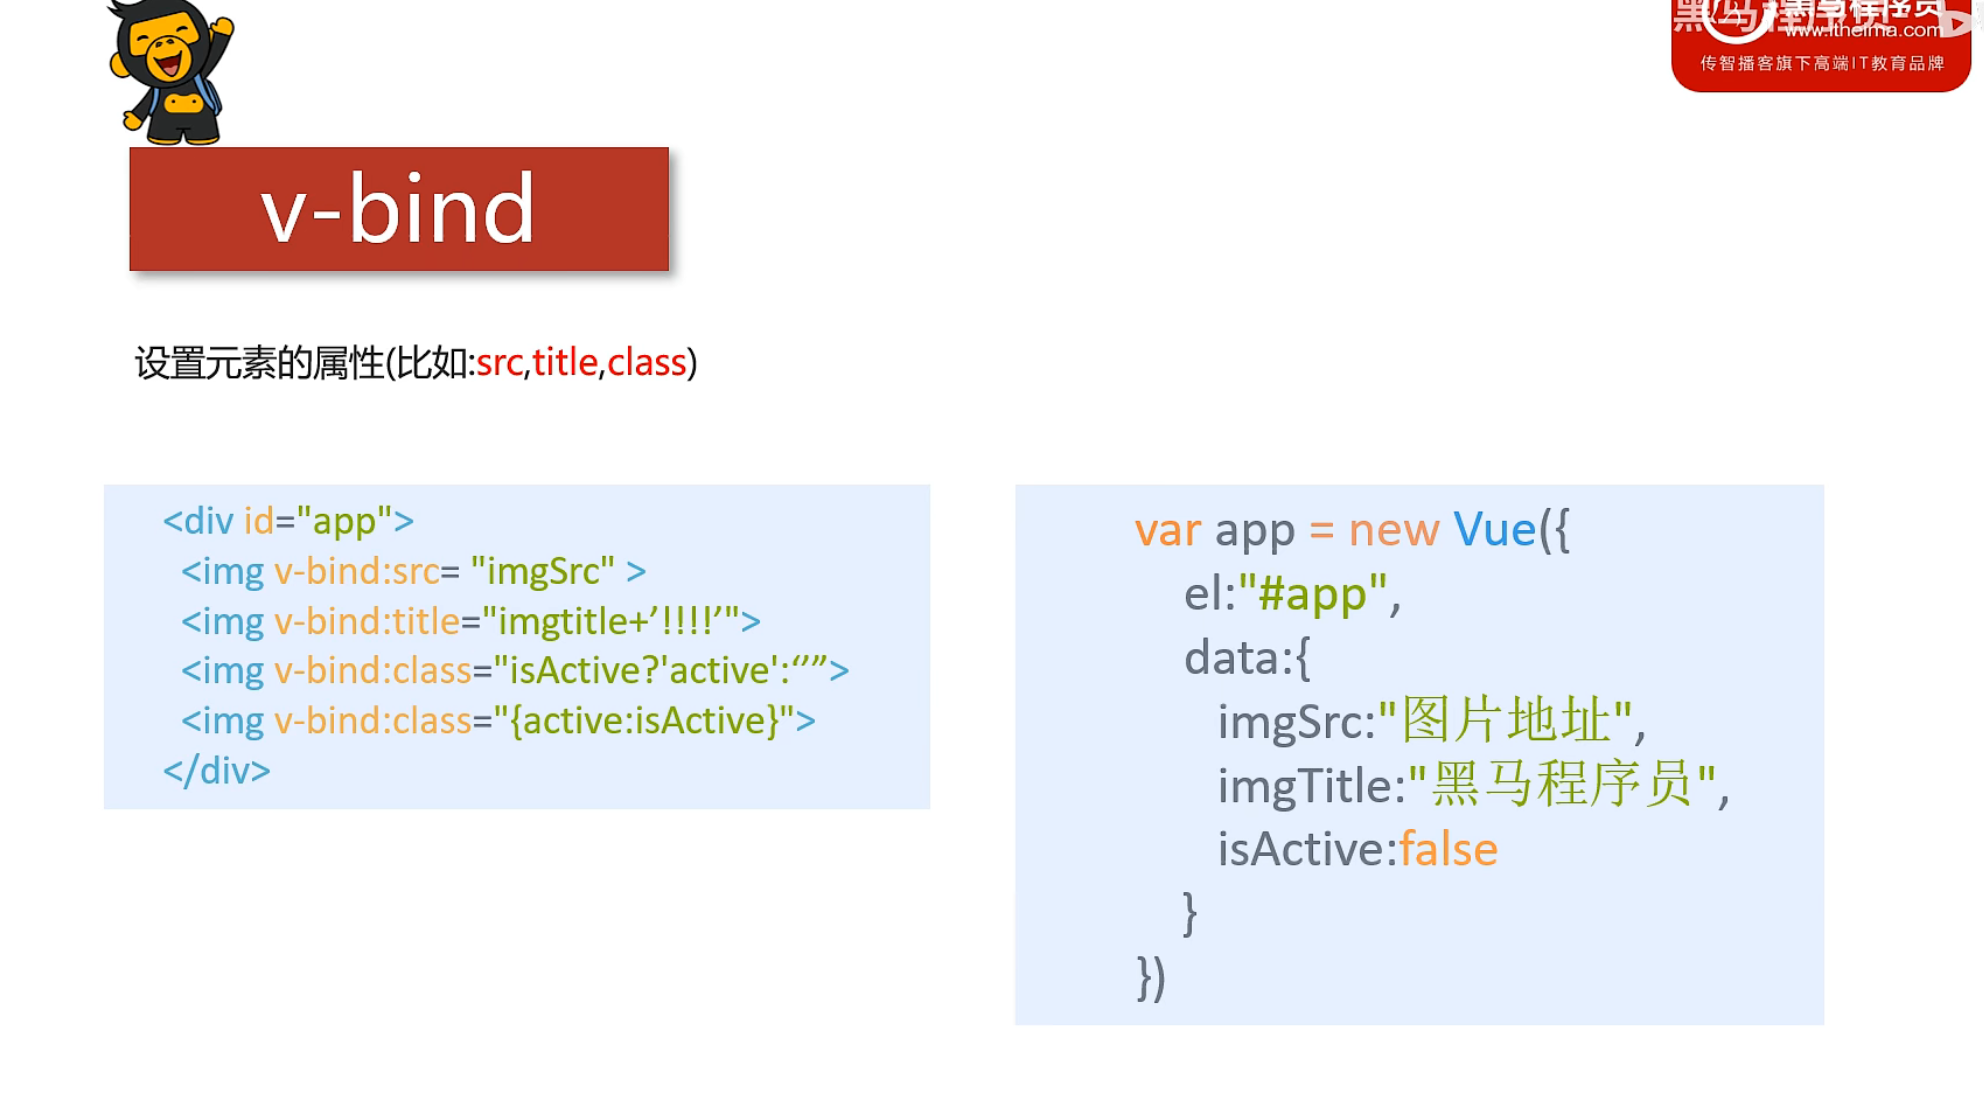 www.itheima.com
传智播客旗下高端IT教育品牌
v-bind
设置元素的属性(比如:src,title,class)
<div id="app">
<img v-bind:src= "imgSrc" >
<img v-bind:title="imgtitle+’!!!!’">
<img v-bind:class="isActive?'active':‘’”>
<img v-bind:class="{active:isActive}">
</div>
var app = new Vue({
el:"#app",
data:{
imgSrc:"图片地址",
imgTitle:"黑马程序员",
isActive:false
}
})